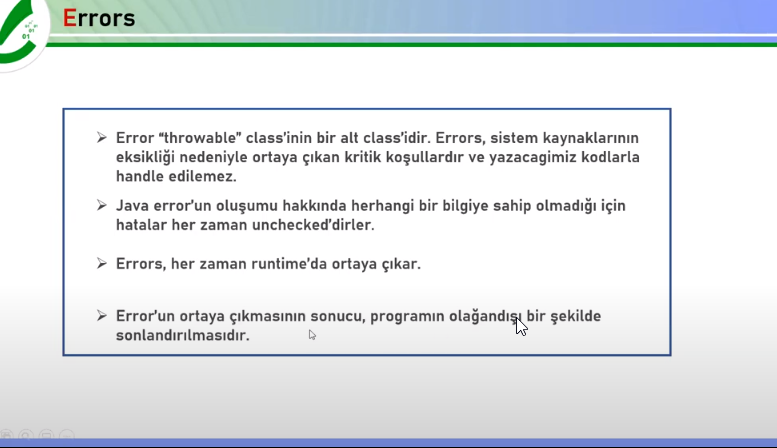 Errors
➢ Error “throwable” class’inin bir alt class’idir. Errors, sistem kaynaklarının
eksikliği nedeniyle ortaya çıkan kritik koşullardır ve yazacagimiz kodlarla
handle edilemez.
➢ Java error’un oluşumu hakkında herhangi bir bilgiye sahip olmadığı için
hatalar her zaman unchecked’dirler.
➢ Errors, her zaman runtime’da ortaya çıkar.
➢ Error’un ortaya çıkmasının sonucu, programın olağandışı bir şekilde
sonlandırılmasıdır.